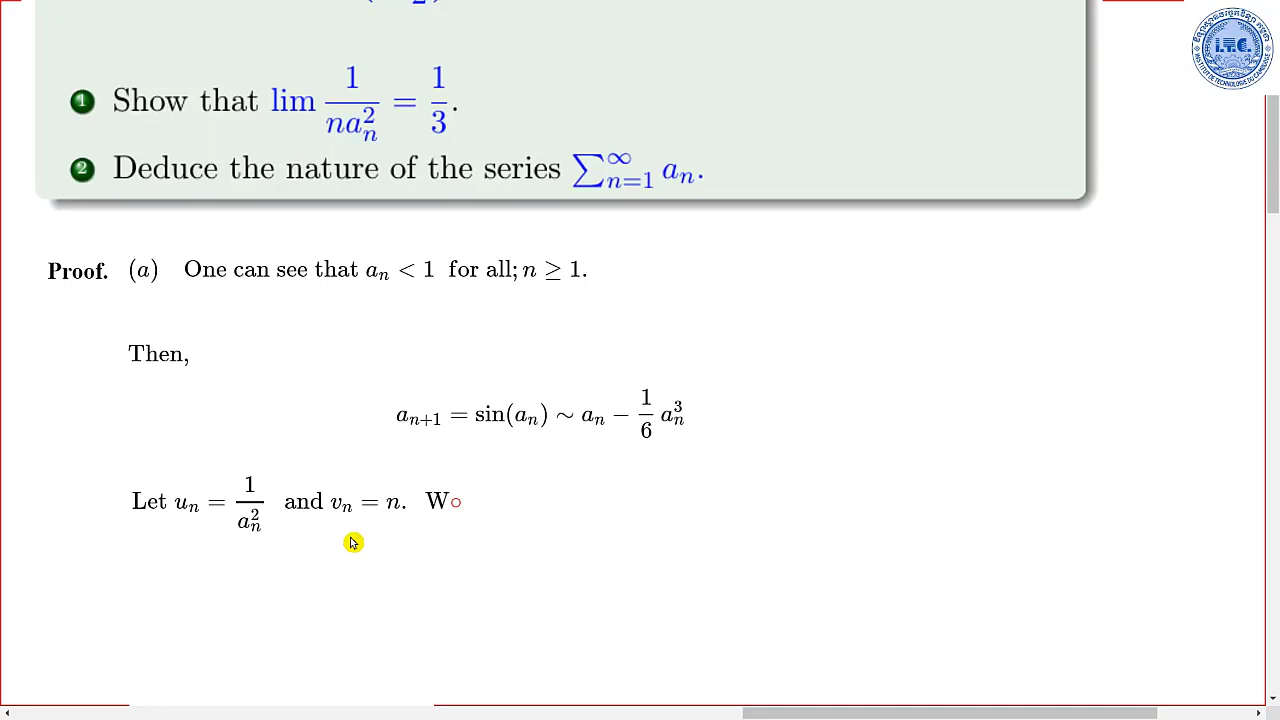 1 Show that lim 1/(na_n^2) = 1/3.
2 Deduce the nature of the series ∑_{n=1}^∞ a_n.
I.T.C.
Proof. (a) One can see that a_n < 1 for all; n ≥ 1.
Then,
a_{n+1} = sin(a_n) ∼ a_n − 1/6 a_n^3
Let u_n = 1/a_n^2 and v_n = n. W